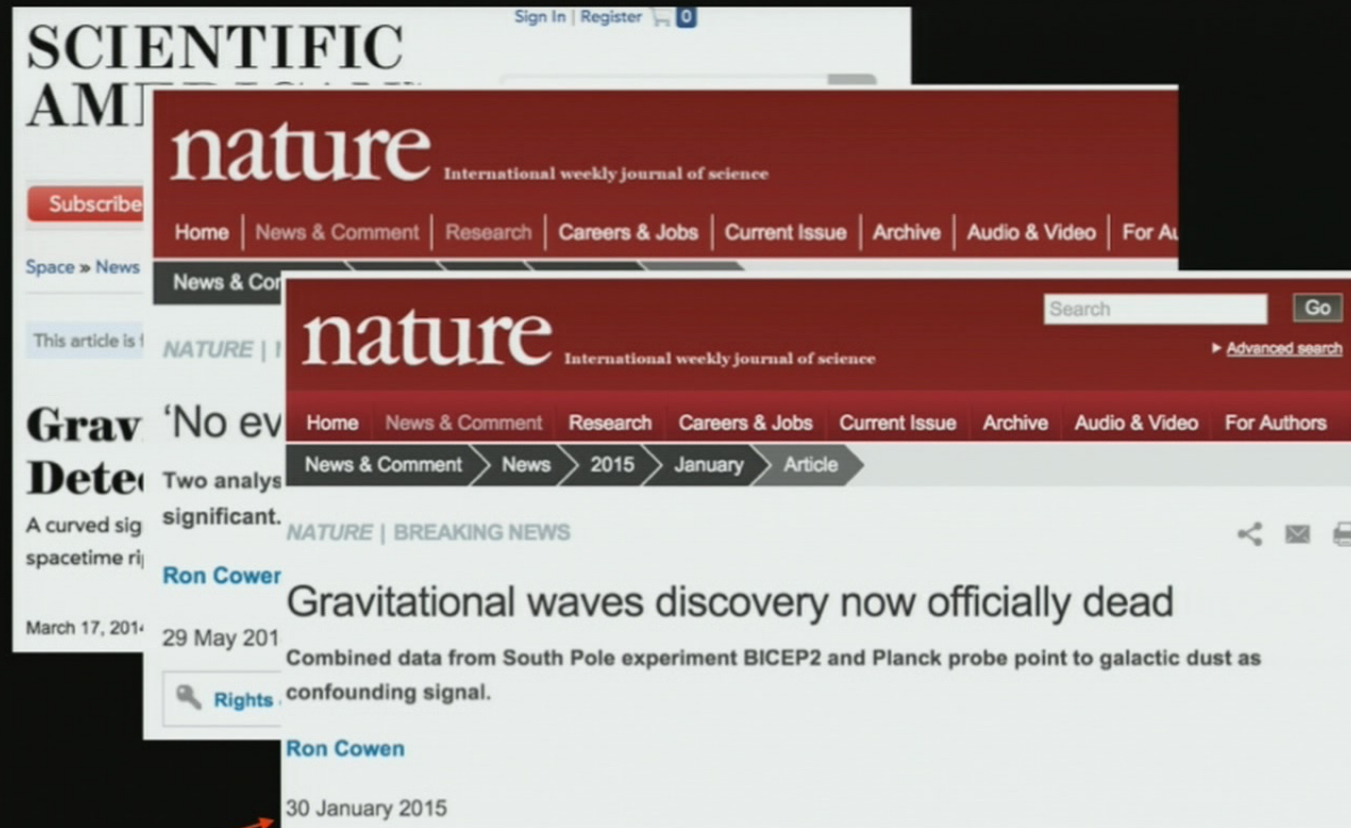 SCIENTIFIC
Sign In | Register 0
Subscribe
Space » News
This article is
Grav
Dete
A curved sig
spacetime
March 17, 201
nature International weekly journal of science
Home News & Comment Research Careers & Jobs Current Issue Archive Audio & Video For Au
News & Co
NATURE |
‘No ev
Two analys
significant.
Ron Cowen
29 May 201
Rights
nature International weekly journal of science
Search Go
Advanced search
Home News & Comment Research Careers & Jobs Current Issue Archive Audio & Video For Authors
News & Comment News 2015 January Article
NATURE | BREAKING NEWS
Gravitational waves discovery now officially dead
Combined data from South Pole experiment BICEP2 and Planck probe point to galactic dust as
confounding signal.
Ron Cowen
30 January 2015